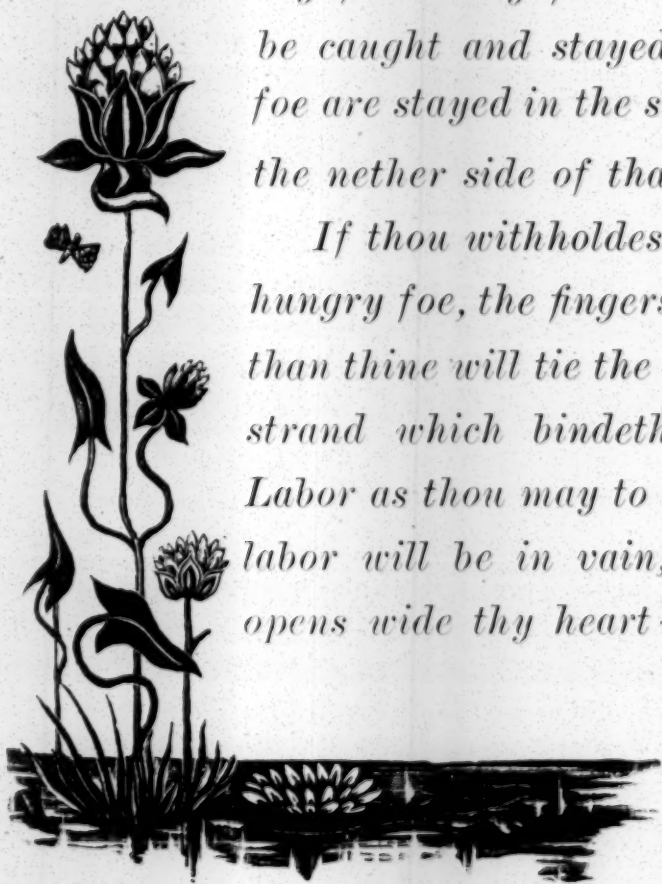 be caught and stayed
foe are stayed in the s
the nether side of tha
If thou withholdes
hungry foe, the fingers
than thine will tie the
strand which bindeth
Labor as thou may to
labor will be in vain,
opens wide thy heart